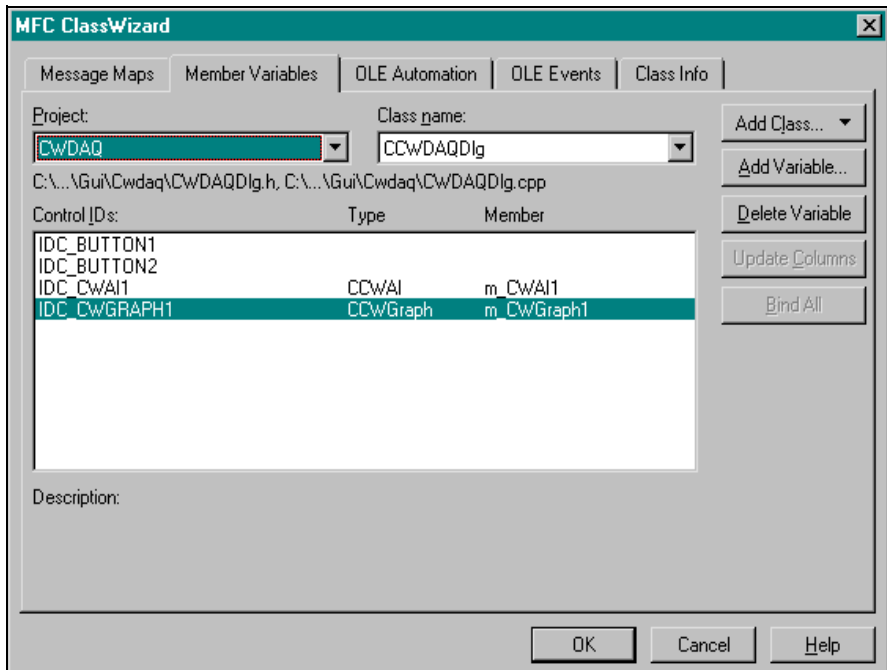 MFC ClassWizard
Message Maps Member Variables OLE Automation OLE Events Class Info
Project: Class name:
CWDAQ CCWDAQDlg
Add Class...
C:\...\Gui\Cwdaq\CWDAQDlg.h, C:\...\Gui\Cwdaq\CWDAQDlg.cpp
Add Variable...
Control IDs: Type Member
Delete Variable
IDC_BUTTON1
IDC_BUTTON2
Update Columns
IDC_CWAI1 CCWAI m_CWAI1
IDC_CWGRAPH1 CCWGraph m_CWGraph1
Bind All
Description:
OK Cancel Help